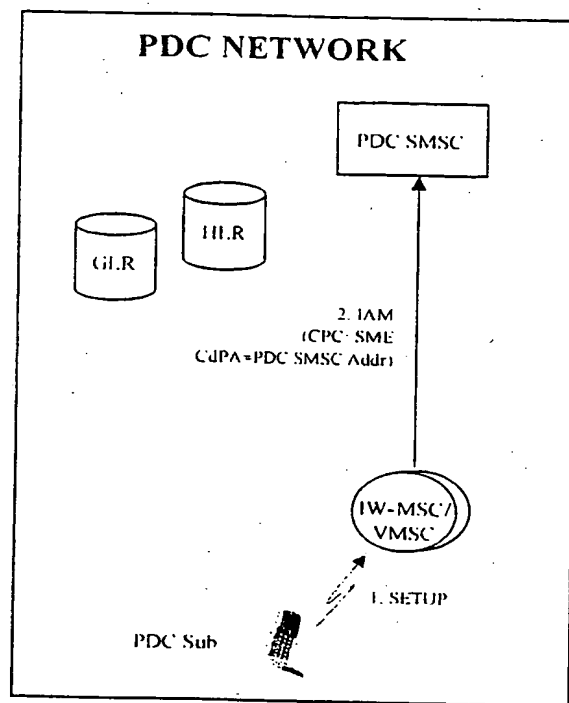 PDC NETWORK
PDC SMSC
HLR
GLR
2. IAM
(CPC: SME
CdPA=PDC SMSC Addr)
IW-MSC/
VMSC
1. SETUP
PDC Sub